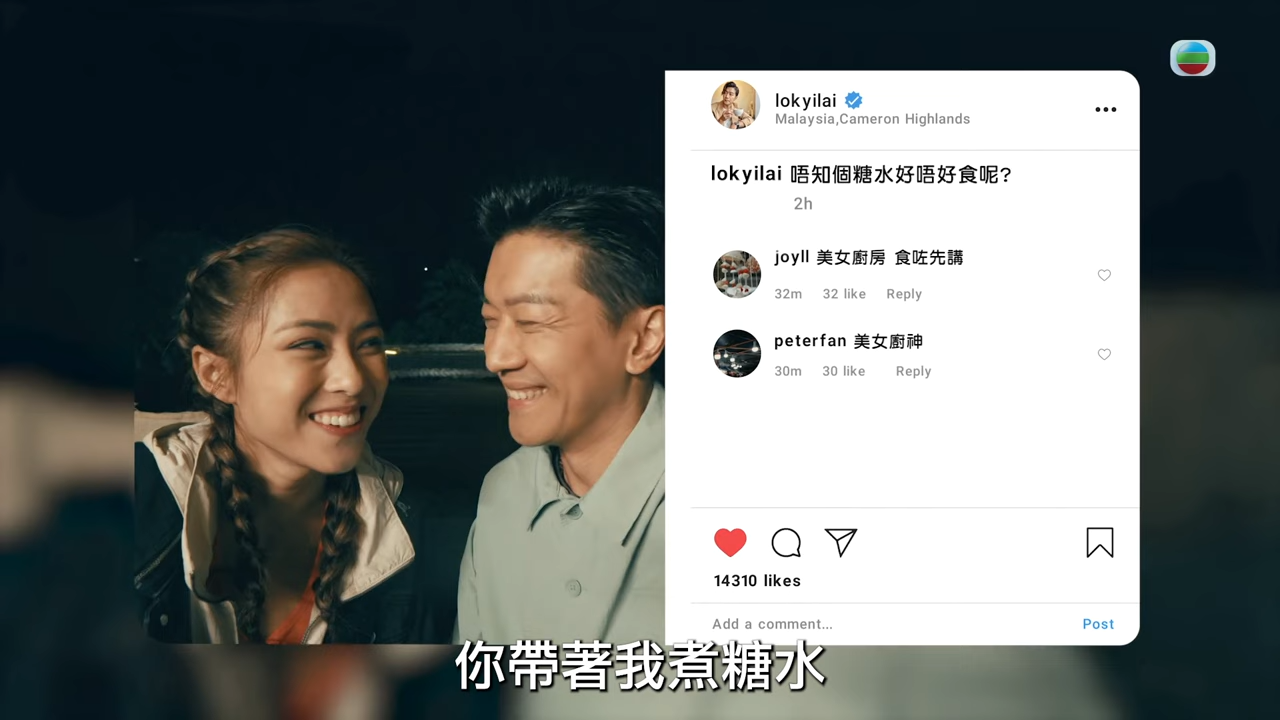 lokyilai
Malaysia,Cameron Highlands
lokyilai 唔知個糖水好唔好食呢?
2h
joyll 美女廚房 食咗先講
32m 32 like Reply
peterfan 美女廚神
30m 30 like Reply
14310 likes
Add a comment... Post
你帶著我煮糖水